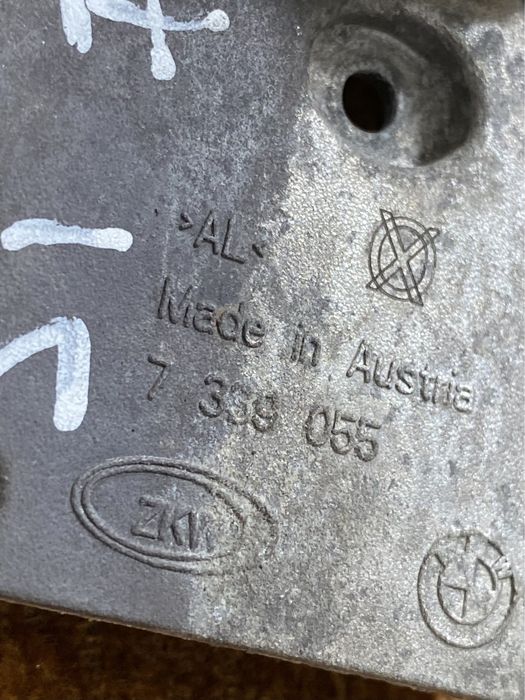 >AL<
Made in Austria
7 339 055
ZKW